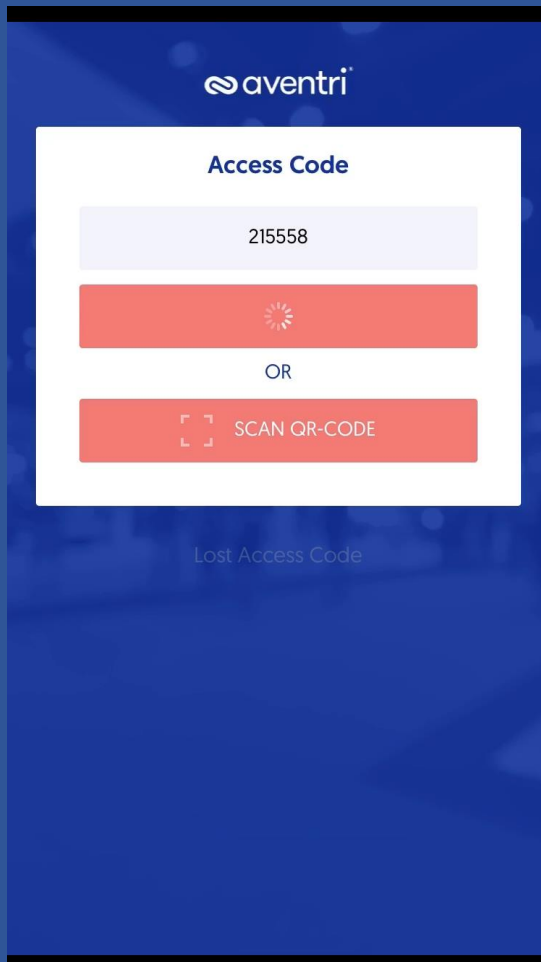 aventri
Access Code
215558
OR
SCAN QR-CODE
Lost Access Code